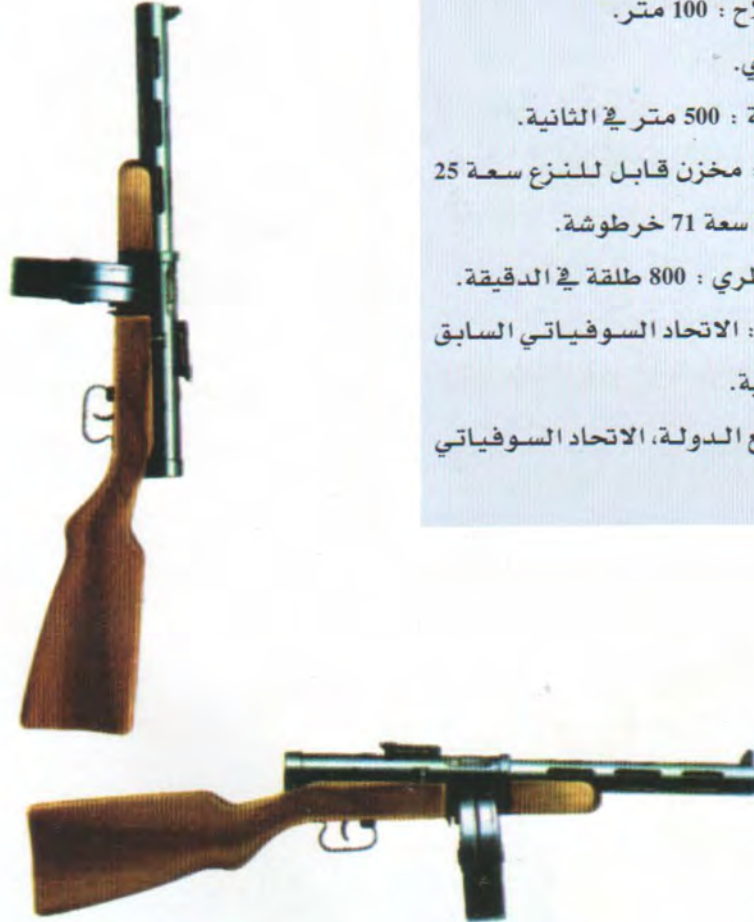 ح : 100 متر.
ي.
ة : 500 متر في الثانية.
: مخزن قابل للنزع سعة 25
سعة 71 خرطوشة.
ظري : 800 طلقة في الدقيقة.
: الاتحاد السوفياتي السابق
ية.
ع الدولة، الاتحاد السوفياتي